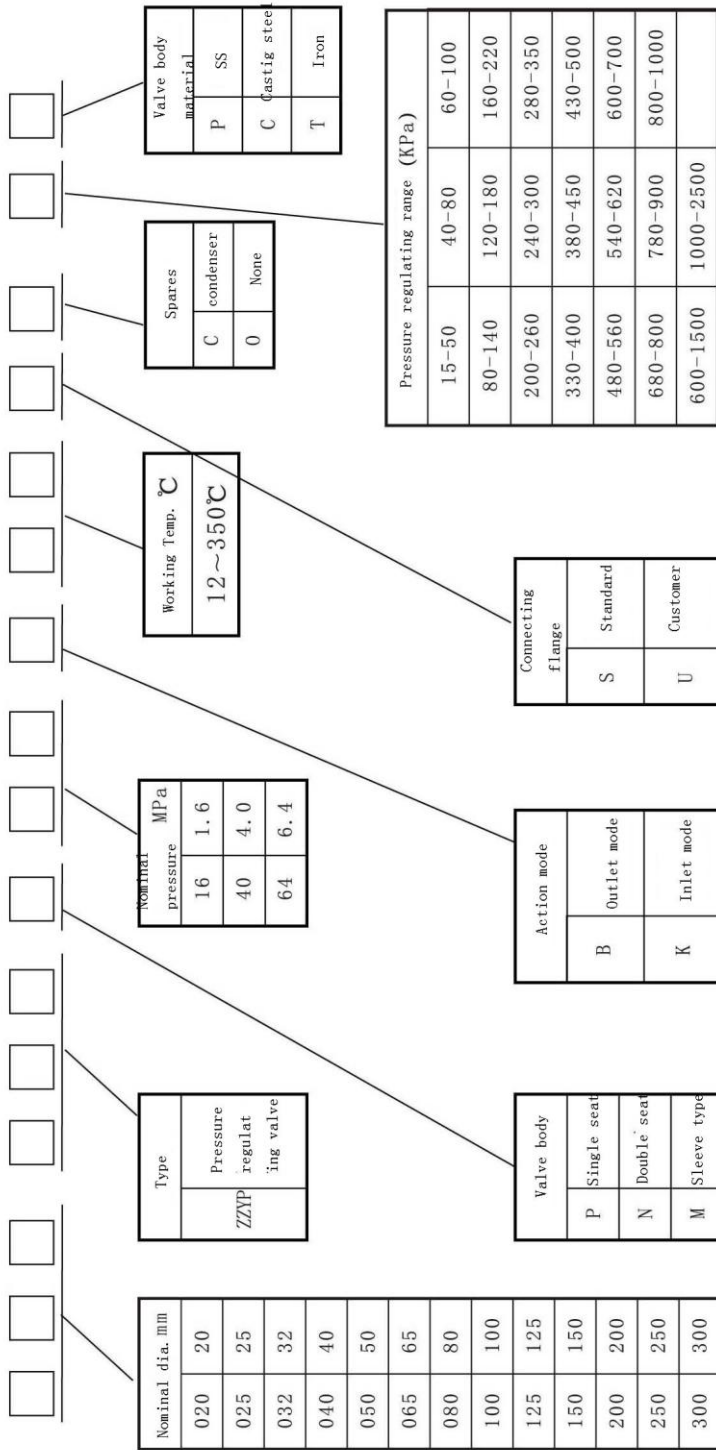 Nominal dia. mm
020 20
025 25
032 32
040 40
050 50
065 65
080 80
100 100
125 125
150 150
200 200
250 250
300 300
Type
ZZYP Pressure
regulat
ing valve
Valve body
P Single seat
N Double seat
M Sleeve type
Nominal
pressure MPa
16 1.6
40 4.0
64 6.4
Action mode
B Outlet mode
K Inlet mode
Working Temp. ℃
12~350℃
Connecting
flange
S Standard
U Customer
Spares
C condenser
O None
Pressure regulating range (KPa)
15-50 40-80 60-100
80-140 120-180 160-220
200-260 240-300 280-350
330-400 380-450 430-500
480-560 540-620 600-700
680-800 780-900 800-1000
600-1500 1000-2500
Valve body
material
P SS
C Castig steel
T Iron